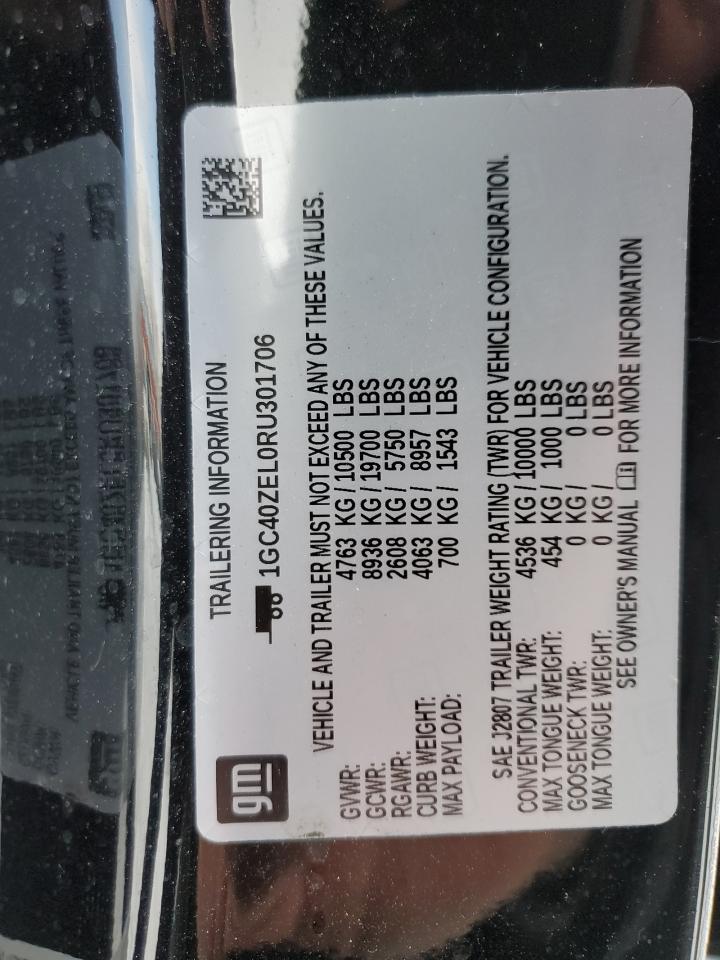 gm
TRAILERING INFORMATION
1GC40ZEL0RU301706
VEHICLE AND TRAILER MUST NOT EXCEED ANY OF THESE VALUES.
GVWR: 4763 KG / 10500 LBS
GCWR: 8936 KG / 19700 LBS
RGAWR: 2608 KG / 5750 LBS
CURB WEIGHT: 4063 KG / 8957 LBS
MAX PAYLOAD: 700 KG / 1543 LBS
SAE J2807 TRAILER WEIGHT RATING (TWR) FOR VEHICLE CONFIGURATION.
CONVENTIONAL TWR: 4536 KG / 10000 LBS
MAX TONGUE WEIGHT: 454 KG / 1000 LBS
GOOSENECK TWR: 0 KG / 0 LBS
MAX TONGUE WEIGHT: 0 KG / 0 LBS
SEE OWNER'S MANUAL FOR MORE INFORMATION